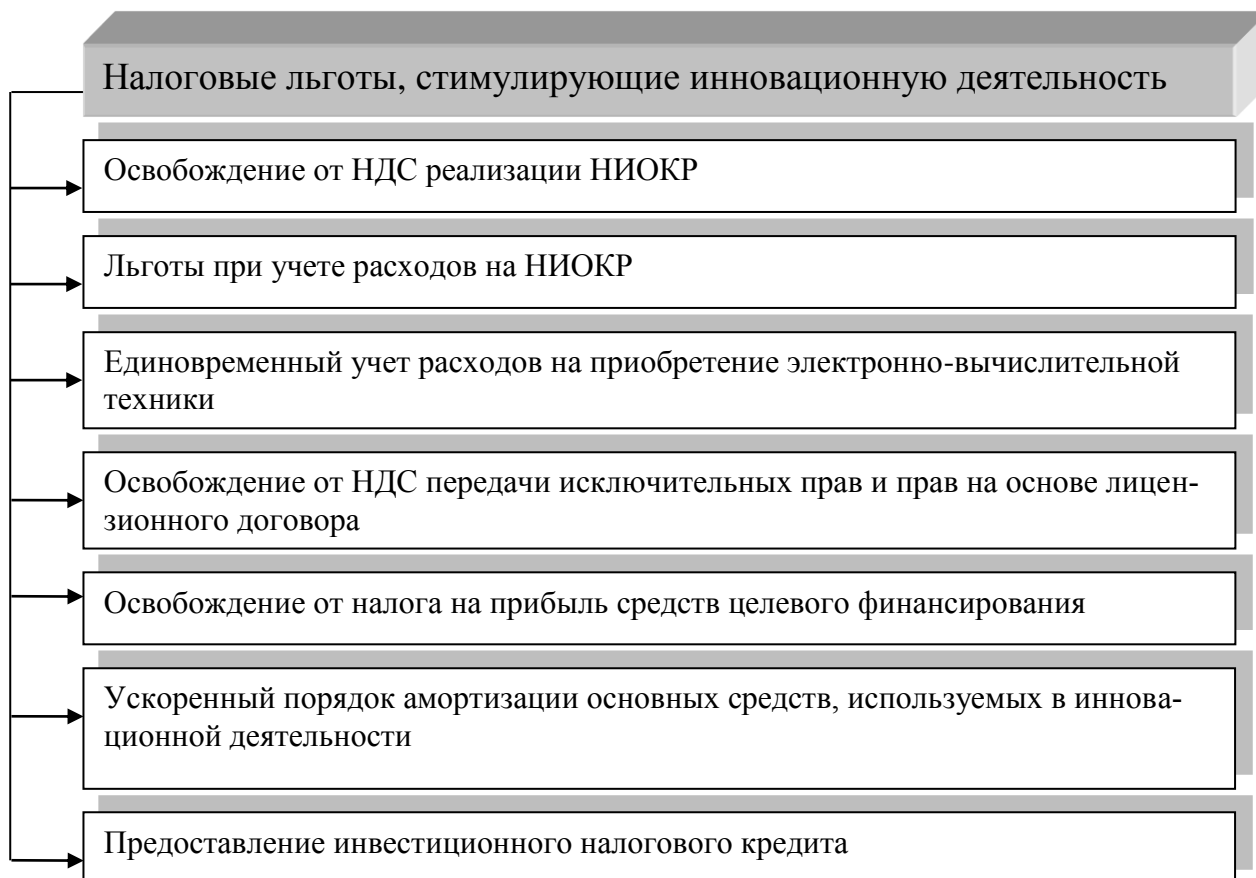 Налоговые льготы, стимулирующие инновационную деятельность
Освобождение от НДС реализации НИОКР
Льготы при учете расходов на НИОКР
Единовременный учет расходов на приобретение электронно-вычислительной
техники
Освобождение от НДС передачи исключительных прав и прав на основе лицен-
зионного договора
Освобождение от налога на прибыль средств целевого финансирования
Ускоренный порядок амортизации основных средств, используемых в иннова-
ционной деятельности
Предоставление инвестиционного налогового кредита